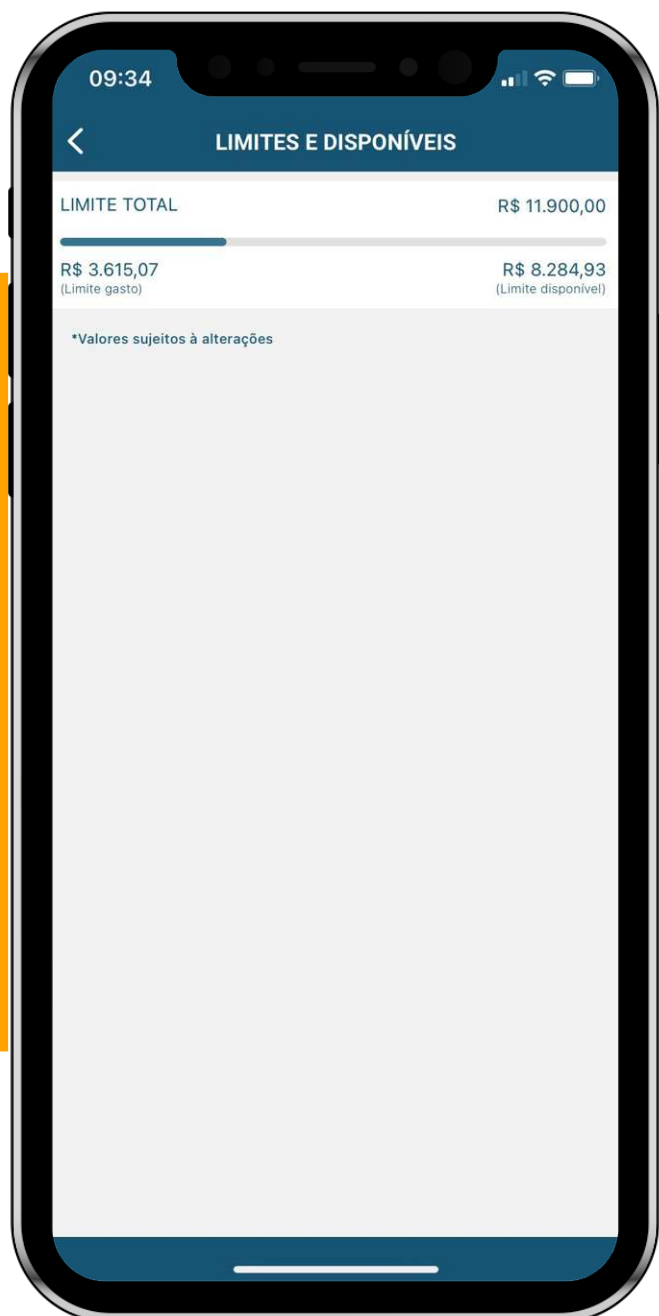 09:34
LIMITES E DISPONÍVEIS
LIMITE TOTAL R$ 11.900,00
R$ 3.615,07 R$ 8.284,93
(Limite gasto) (Limite disponível)
*Valores sujeitos à alterações